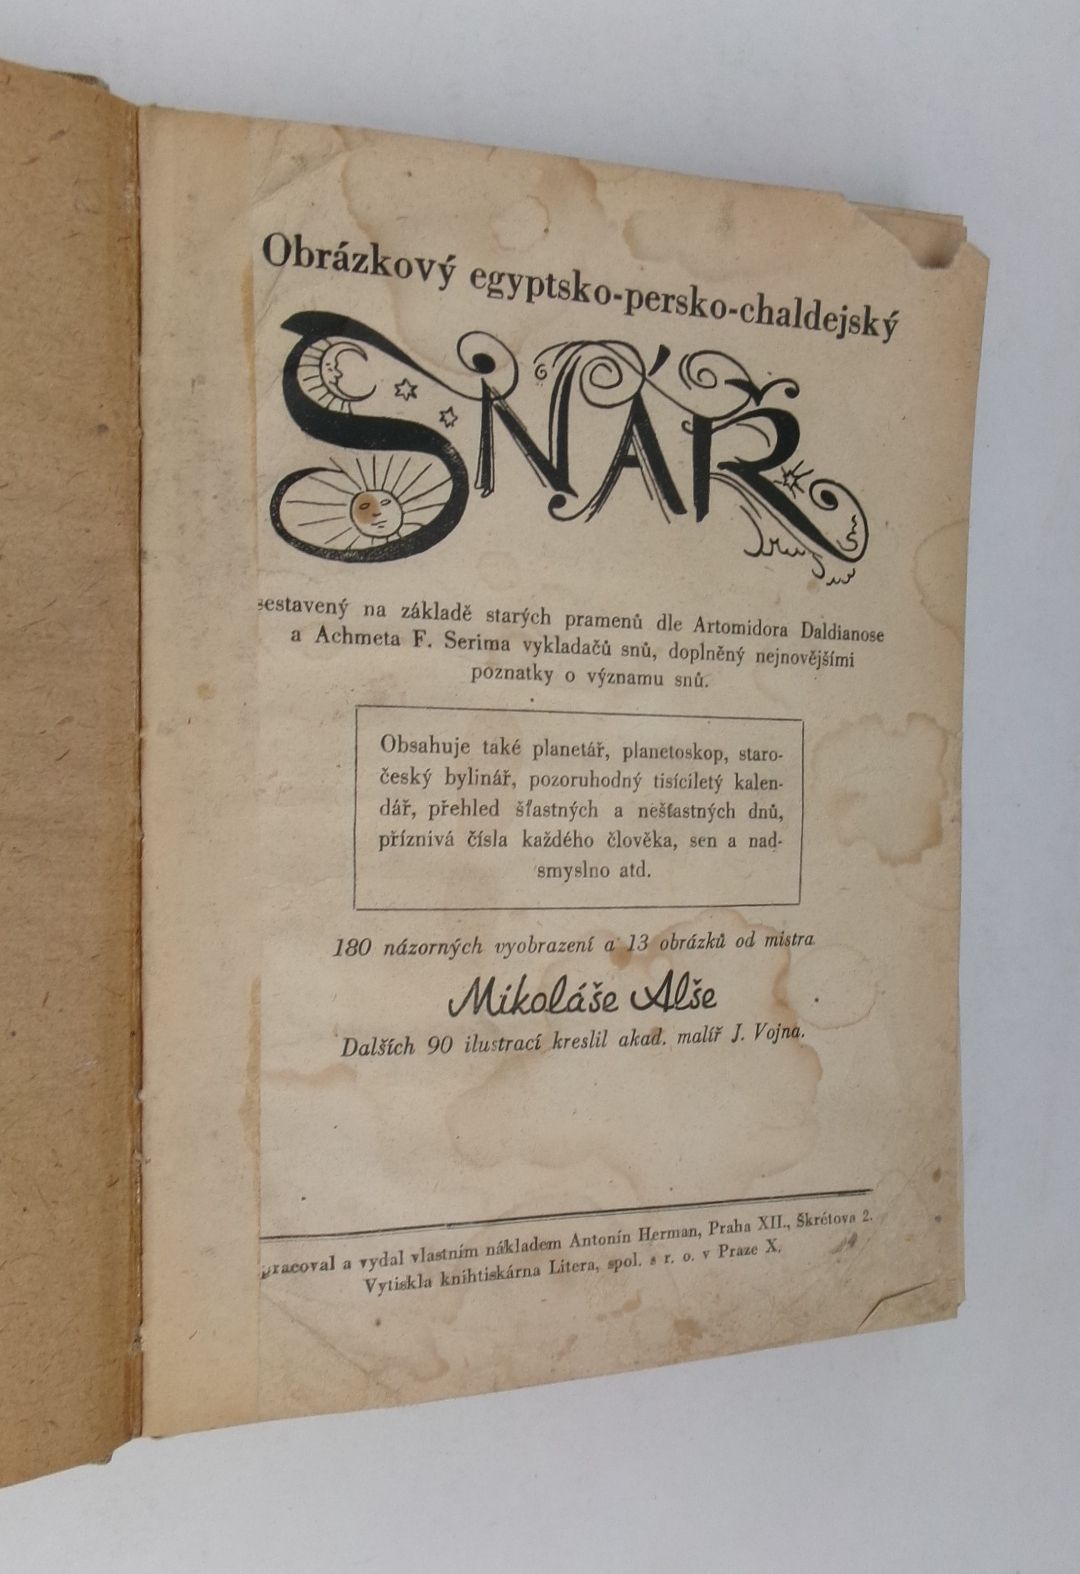 Obrázkový egyptsko-persko-chaldejský
SNÁŘ
sestavený na základě starých pramenů dle Artomidora Daldianose
a Achmeta F. Serima vykladačů snů, doplněný nejnovějšími
poznatky o významu snů.
Obsahuje také planetář, planetoskop, staro-
český bylinář, pozoruhodný tisíciletý kalen-
dář, přehled šťastných a nešťastných dnů,
příznivá čísla každého člověka, sen a nad-
smyslno atd.
180 názorných vyobrazení a 13 obrázků od mistra
Mikoláše Alše
Dalších 90 ilustrací kreslil akad. malíř J. Vojna.
pracoval a vydal vlastním nákladem Antonín Herman, Praha XII., Škrétova 2.
Vytiskla knihtiskárna Litera, spol. s r. o. v Praze X.